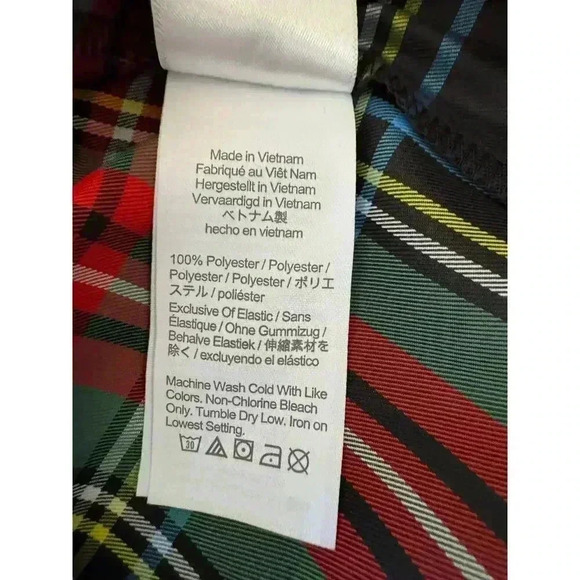 Made in Vietnam
Fabriqué au Viêt Nam
Hergestellt in Vietnam
Vervaardigd in Vietnam
ベトナム製
hecho en vietnam
100% Polyester / Polyester /
Polyester / Polyester / ポリエ
ステル / poliéster
Exclusive Of Elastic / Sans
Élastique / Ohne Gummizug /
Behalve Elastiek / 伸縮素材を
除く / excluyendo el elástico
Machine Wash Cold With Like
Colors. Non-Chlorine Bleach
Only. Tumble Dry Low. Iron on
Lowest Setting.
30